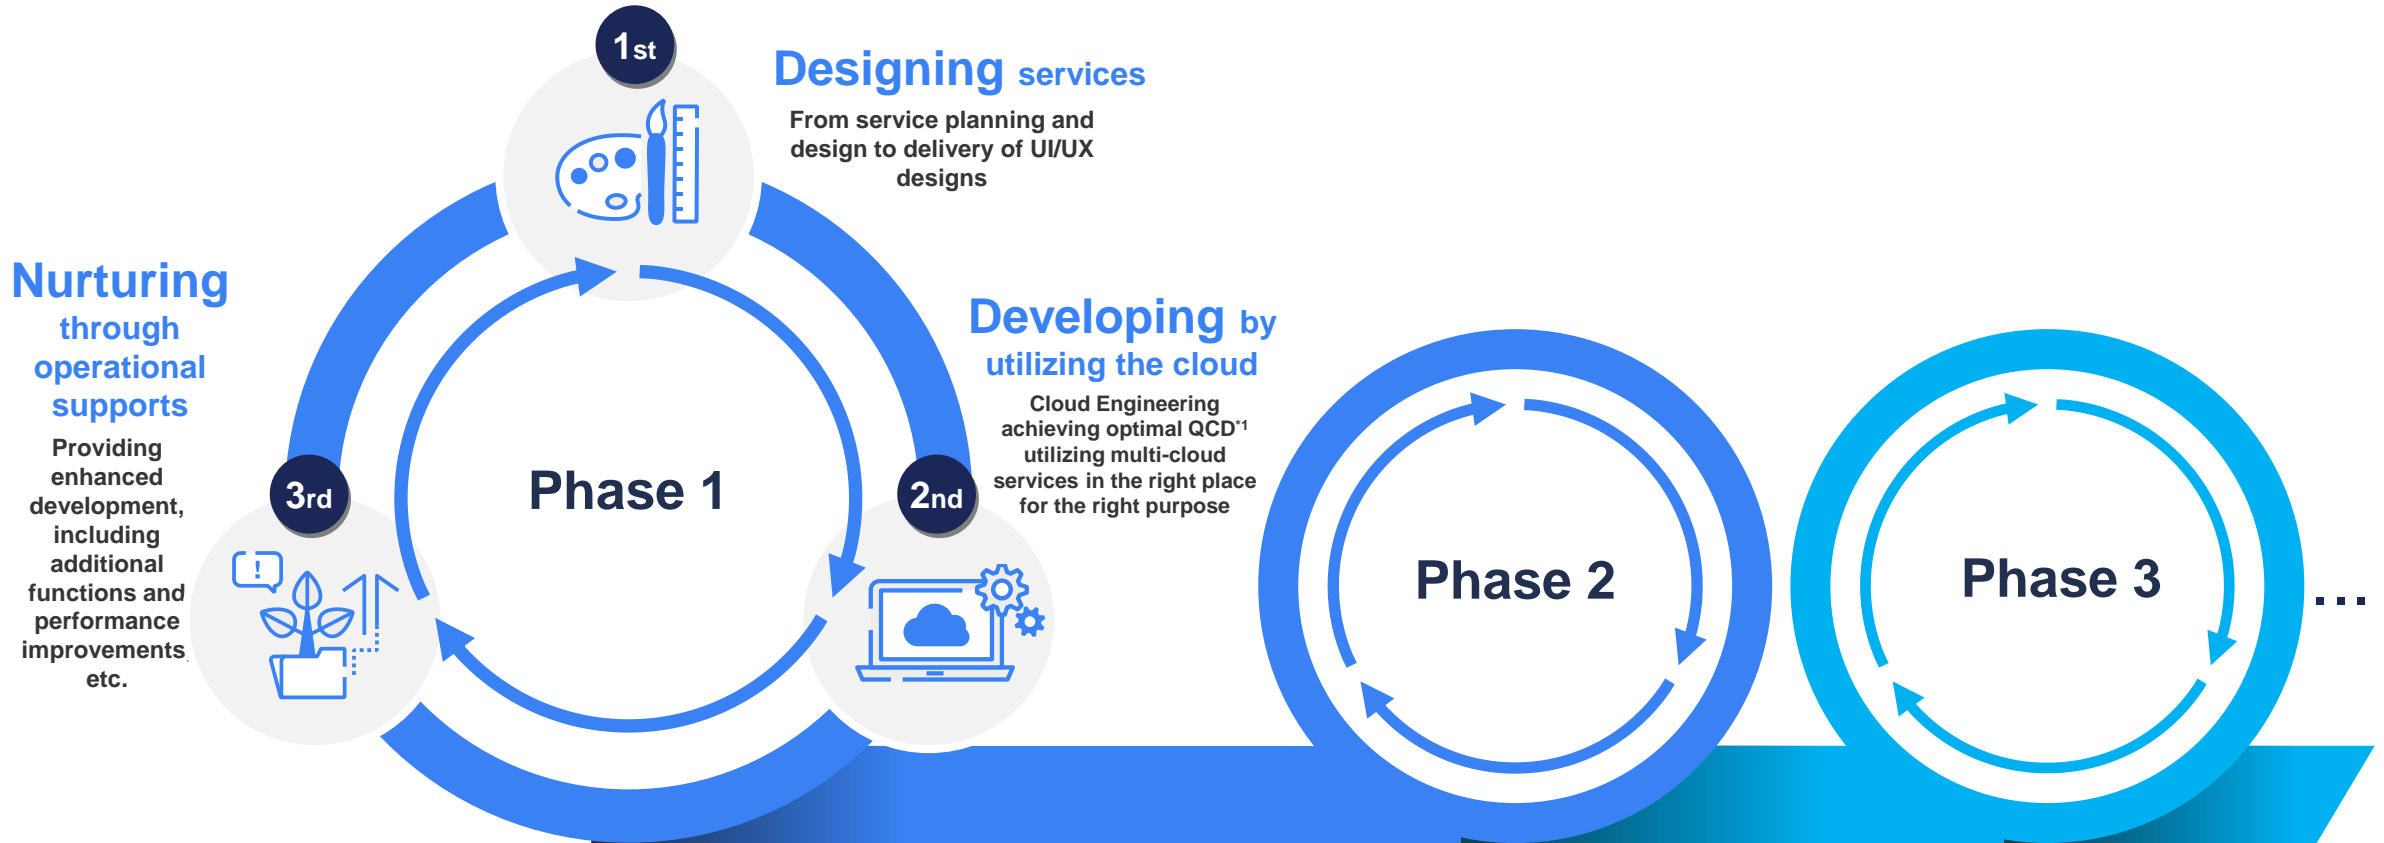 1st
Designing services
From service planning and
design to delivery of UI/UX
designs
Nurturing
through
operational
supports
Providing
enhanced
development,
including
additional
functions and
performance
improvements,
etc.
3rd
!
Phase 1
Developing by
utilizing the cloud
Cloud Engineering
achieving optimal QCD*1
utilizing multi-cloud
services in the right place
for the right purpose
2nd
Phase 2
Phase 3
...